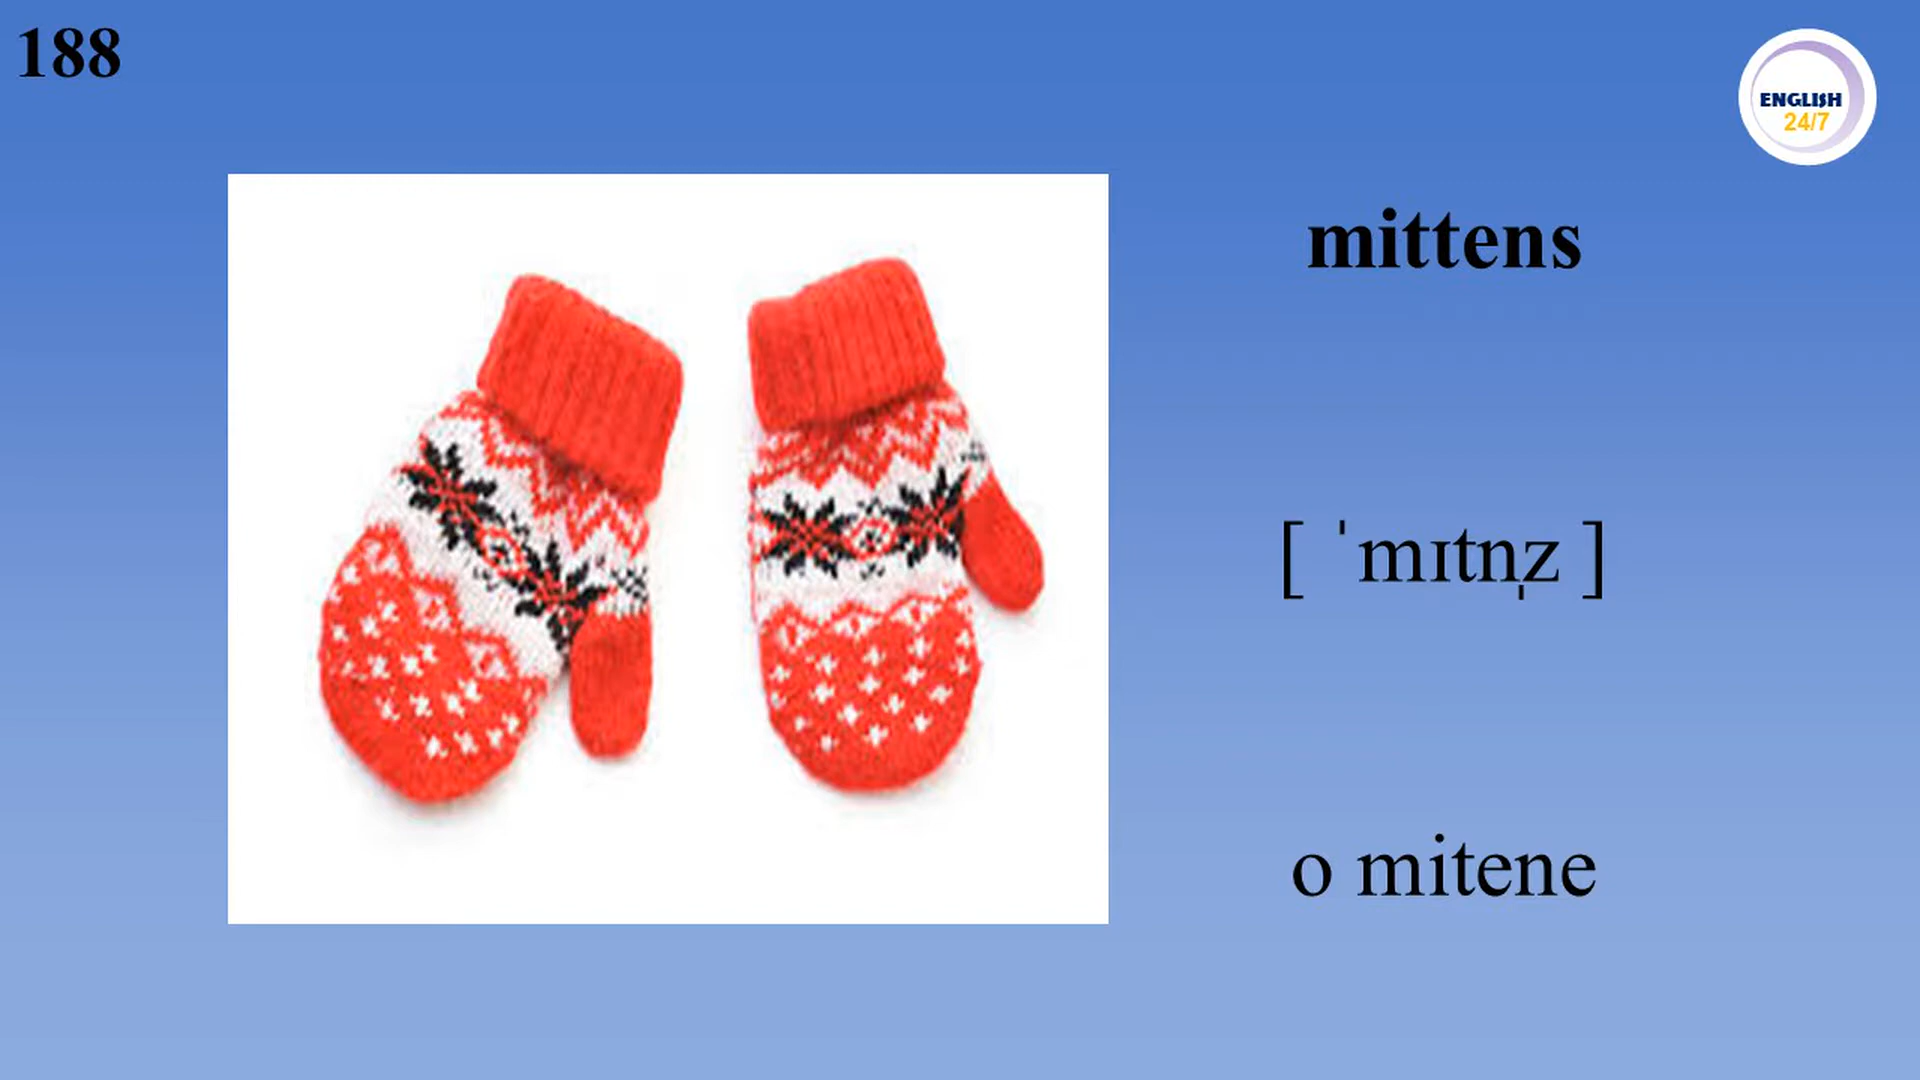 188
ENGLISH
24/7
mittens
[ ˈmɪtn̩z ]
o mitene